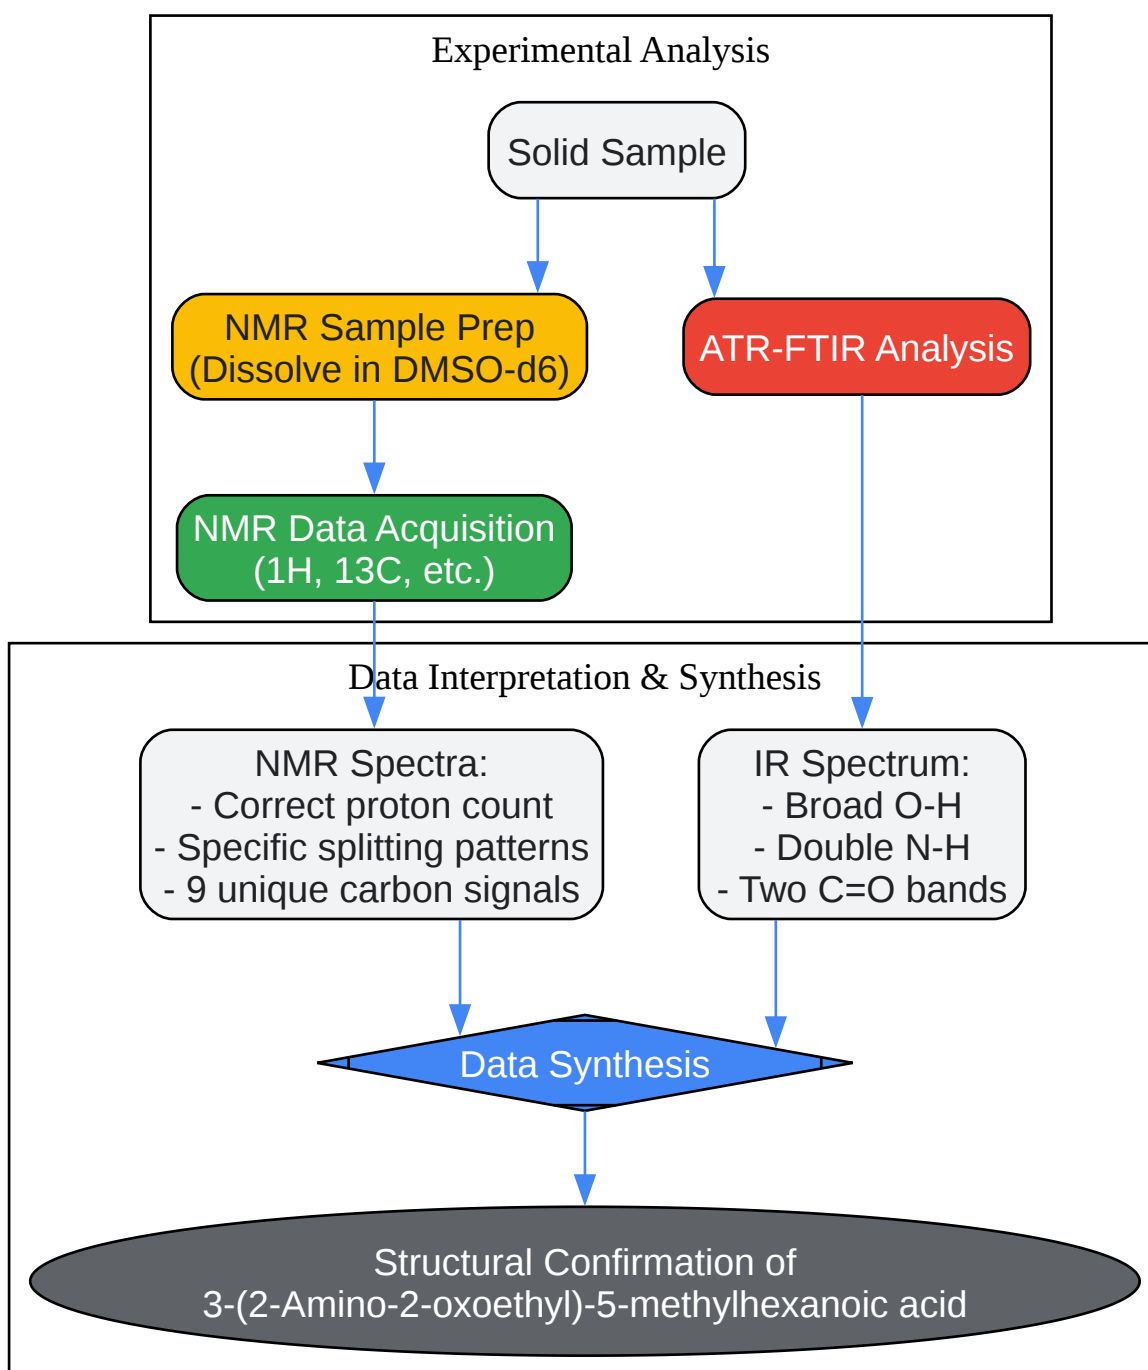 Experimental Analysis
Solid Sample
NMR Sample Prep
(Dissolve in DMSO-d6)
ATR-FTIR Analysis
NMR Data Acquisition
(1H, 13C, etc.)
Data Interpretation & Synthesis
NMR Spectra:
- Correct proton count
- Specific splitting patterns
- 9 unique carbon signals
IR Spectrum:
- Broad O-H
- Double N-H
- Two C=O bands
Data Synthesis
Structural Confirmation of
3-(2-Amino-2-oxoethyl)-5-methylhexanoic acid